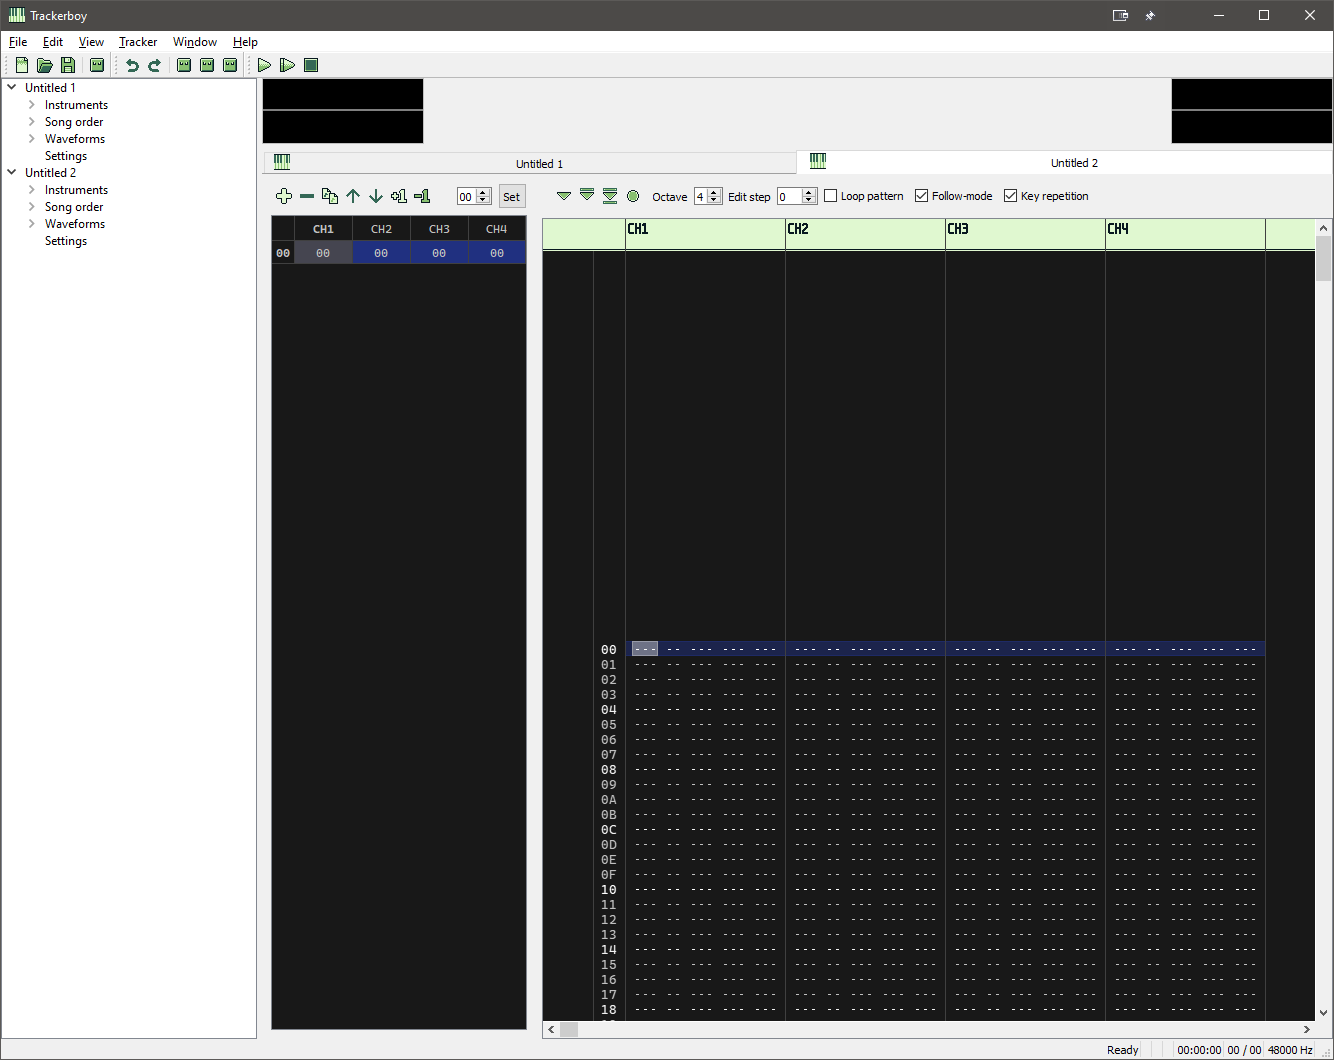 Trackerboy
File Edit View Tracker Window Help
Untitled 1
Instruments
Song order
Waveforms
Settings
Untitled 2
Instruments
Song order
Waveforms
Settings
Untitled 1 Untitled 2
+1 -1 00 Set Octave 4 Edit step 0 Loop pattern Follow-mode Key repetition
CH1 CH2 CH3 CH4
00 00 00 00 00
CH1 CH2 CH3 CH4
00 --- -- --- --- --- --- -- --- --- --- --- -- --- --- --- --- -- --- --- ---
01 --- -- --- --- --- --- -- --- --- --- --- -- --- --- --- --- -- --- --- ---
02 --- -- --- --- --- --- -- --- --- --- --- -- --- --- --- --- -- --- --- ---
03 --- -- --- --- --- --- -- --- --- --- --- -- --- --- --- --- -- --- --- ---
04 --- -- --- --- --- --- -- --- --- --- --- -- --- --- --- --- -- --- --- ---
05 --- -- --- --- --- --- -- --- --- --- --- -- --- --- --- --- -- --- --- ---
06 --- -- --- --- --- --- -- --- --- --- --- -- --- --- --- --- -- --- --- ---
07 --- -- --- --- --- --- -- --- --- --- --- -- --- --- --- --- -- --- --- ---
08 --- -- --- --- --- --- -- --- --- --- --- -- --- --- --- --- -- --- --- ---
09 --- -- --- --- --- --- -- --- --- --- --- -- --- --- --- --- -- --- --- ---
0A --- -- --- --- --- --- -- --- --- --- --- -- --- --- --- --- -- --- --- ---
0B --- -- --- --- --- --- -- --- --- --- --- -- --- --- --- --- -- --- --- ---
0C --- -- --- --- --- --- -- --- --- --- --- -- --- --- --- --- -- --- --- ---
0D --- -- --- --- --- --- -- --- --- --- --- -- --- --- --- --- -- --- --- ---
0E --- -- --- --- --- --- -- --- --- --- --- -- --- --- --- --- -- --- --- ---
0F --- -- --- --- --- --- -- --- --- --- --- -- --- --- --- --- -- --- --- ---
10 --- -- --- --- --- --- -- --- --- --- --- -- --- --- --- --- -- --- --- ---
11 --- -- --- --- --- --- -- --- --- --- --- -- --- --- --- --- -- --- --- ---
12 --- -- --- --- --- --- -- --- --- --- --- -- --- --- --- --- -- --- --- ---
13 --- -- --- --- --- --- -- --- --- --- --- -- --- --- --- --- -- --- --- ---
14 --- -- --- --- --- --- -- --- --- --- --- -- --- --- --- --- -- --- --- ---
15 --- -- --- --- --- --- -- --- --- --- --- -- --- --- --- --- -- --- --- ---
16 --- -- --- --- --- --- -- --- --- --- --- -- --- --- --- --- -- --- --- ---
17 --- -- --- --- --- --- -- --- --- --- --- -- --- --- --- --- -- --- --- ---
18 --- -- --- --- --- --- -- --- --- --- --- -- --- --- --- --- -- --- --- ---
Ready 00:00:00 00 / 00 48000 Hz